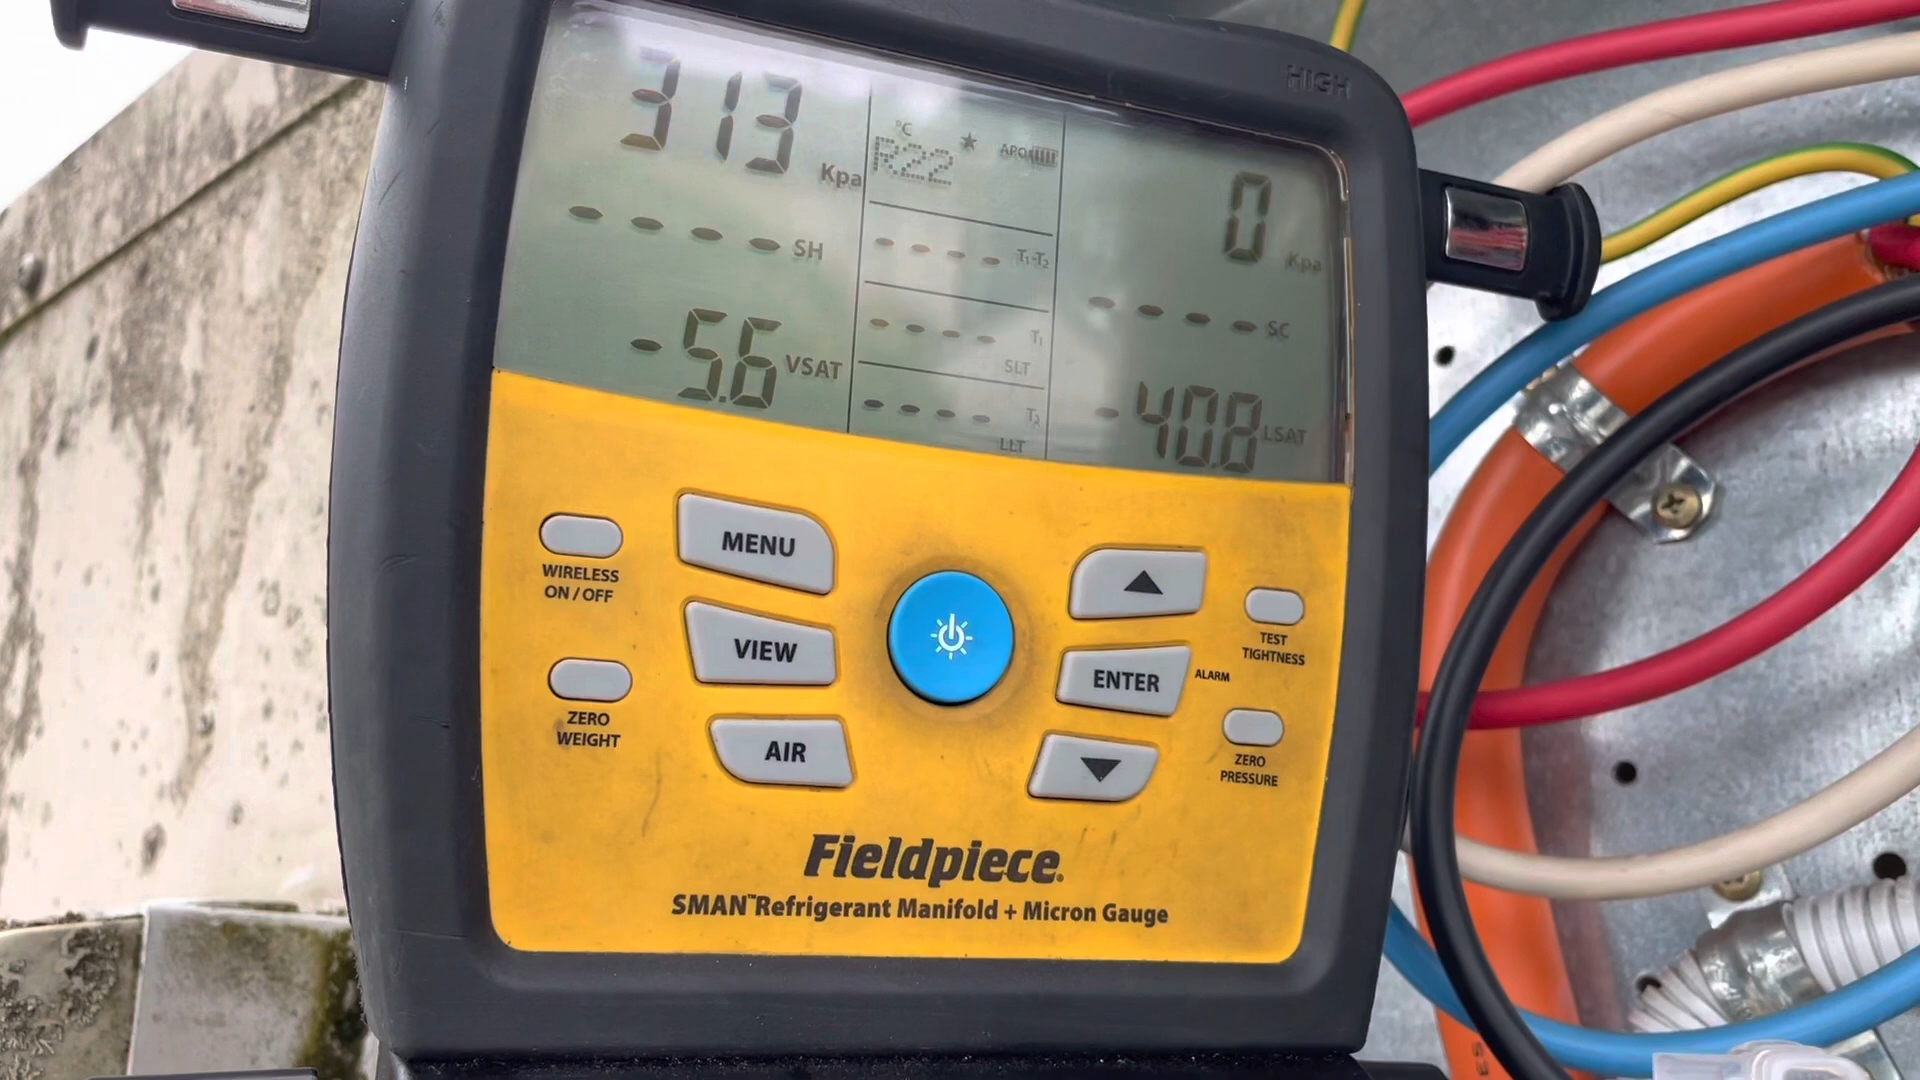 HIGH
313 Kpa
°C
R22
★ APO
0 Kpa
- - - - SH
- - - - T₁-T₂
- - - - SC
-5.6 VSAT
- - - - T₁
SLT
- - - - T₂
LLT
-40.8 LSAT
MENU
WIRELESS
ON / OFF
VIEW
ZERO
WEIGHT
AIR
▲
TEST
TIGHTNESS
ENTER
ALARM
▼
ZERO
PRESSURE
Fieldpiece®
SMAN™ Refrigerant Manifold + Micron Gauge